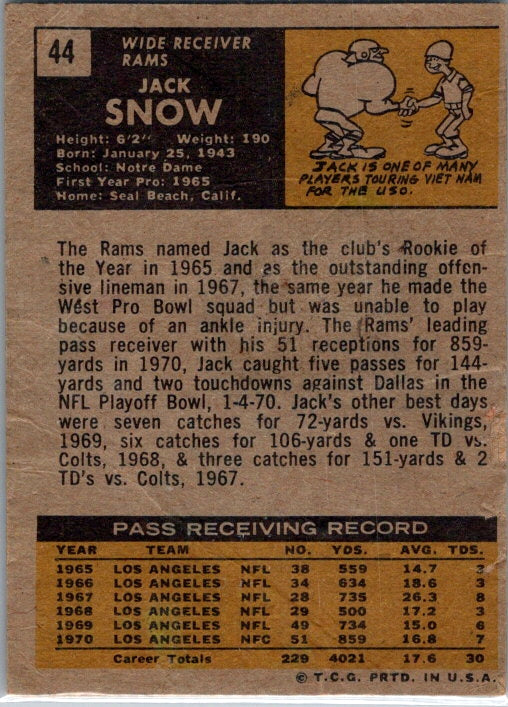 44
WIDE RECEIVER
RAMS
JACK
SNOW
Height: 6'2" Weight: 190
Born: January 25, 1943
School: Notre Dame
First Year Pro: 1965
Home: Seal Beach, Calif.
JACK IS ONE OF MANY
PLAYERS TOURING VIET NAM
FOR THE USO.
The Rams named Jack as the club's Rookie of
the Year in 1965 and as the outstanding offen-
sive lineman in 1967, the same year he made the
West Pro Bowl squad but was unable to play
because of an ankle injury. The Rams' leading
pass receiver with his 51 receptions for 859-
yards in 1970, Jack caught five passes for 144-
yards and two touchdowns against Dallas in the
NFL Playoff Bowl, 1-4-70. Jack's other best days
were seven catches for 72-yards vs. Vikings,
1969, six catches for 106-yards & one TD vs.
Colts, 1968, & three catches for 151-yards & 2
TD's vs. Colts, 1967.
PASS RECEIVING RECORD
YEAR TEAM NO. YDS. AVG. TDS.
1965 LOS ANGELES NFL 38 559 14.7 3
1966 LOS ANGELES NFL 34 634 18.6 3
1967 LOS ANGELES NFL 28 735 26.3 8
1968 LOS ANGELES NFL 29 500 17.2 3
1969 LOS ANGELES NFL 49 734 15.0 6
1970 LOS ANGELES NFC 51 859 16.8 7
Career Totals 229 4021 17.6 30
© T.C.G. PRTD. IN U.S.A.